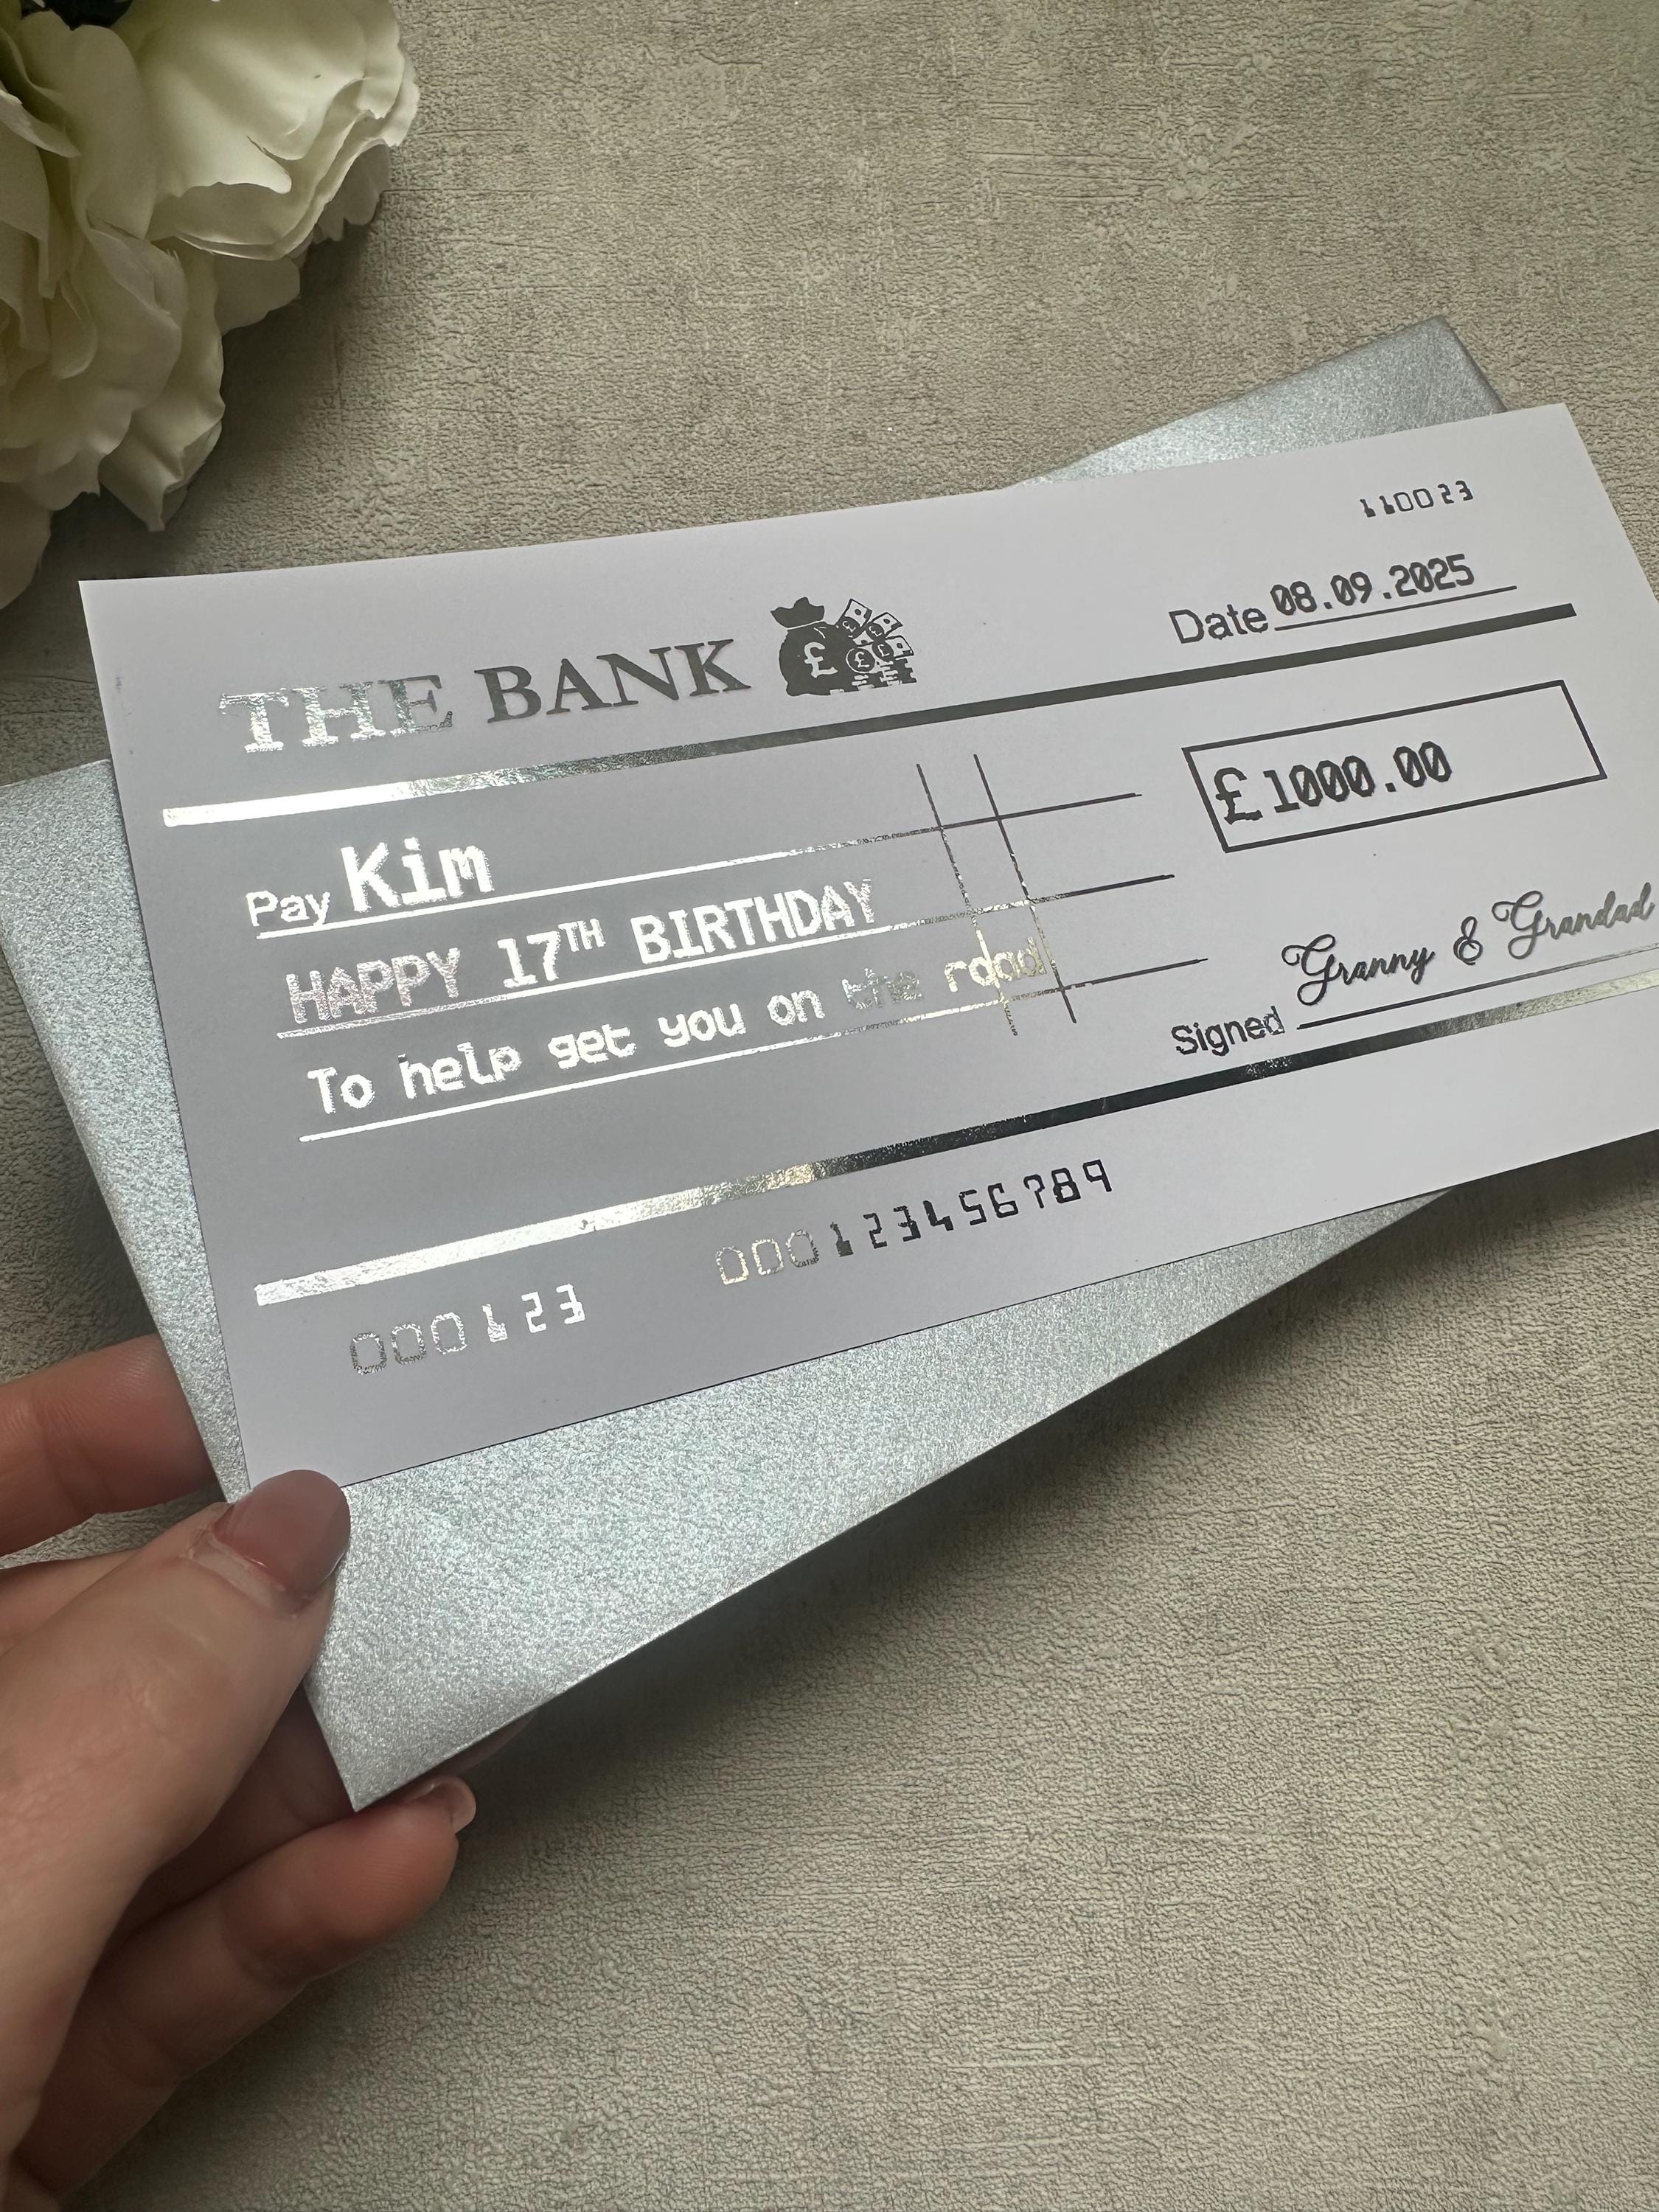 110023
THE BANK
Date 08.09.2025
Pay Kim
£ 1000.00
HAPPY 17TH BIRTHDAY
To help get you on the road
Signed Granny & Grandad
000123 000123456789